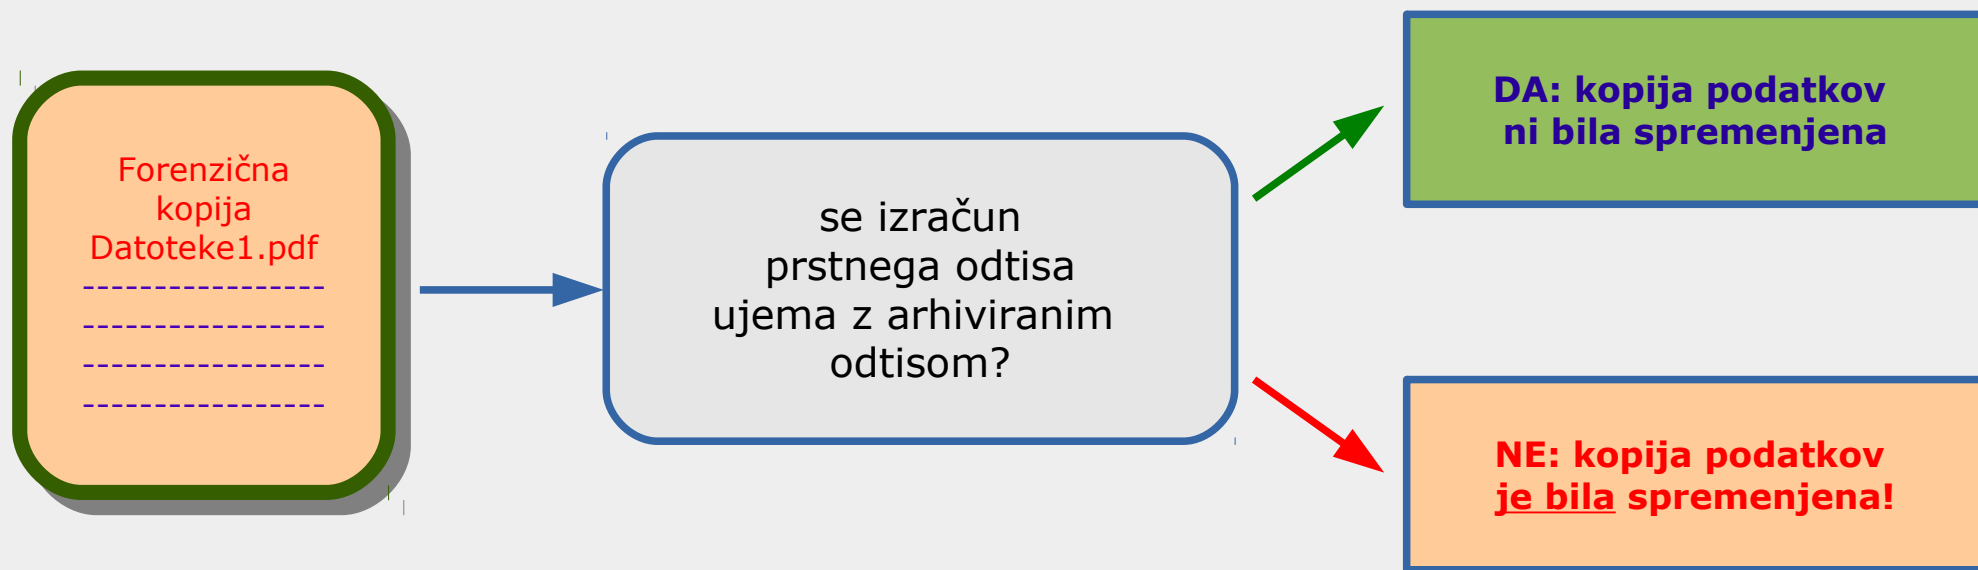 Forenzična
kopija
Datoteke1.pdf
-----------------
-----------------
-----------------
-----------------
se izračun
prstnega odtisa
ujema z arhiviranim
odtisom?
DA: kopija podatkov
ni bila spremenjena
NE: kopija podatkov
je bila spremenjena!